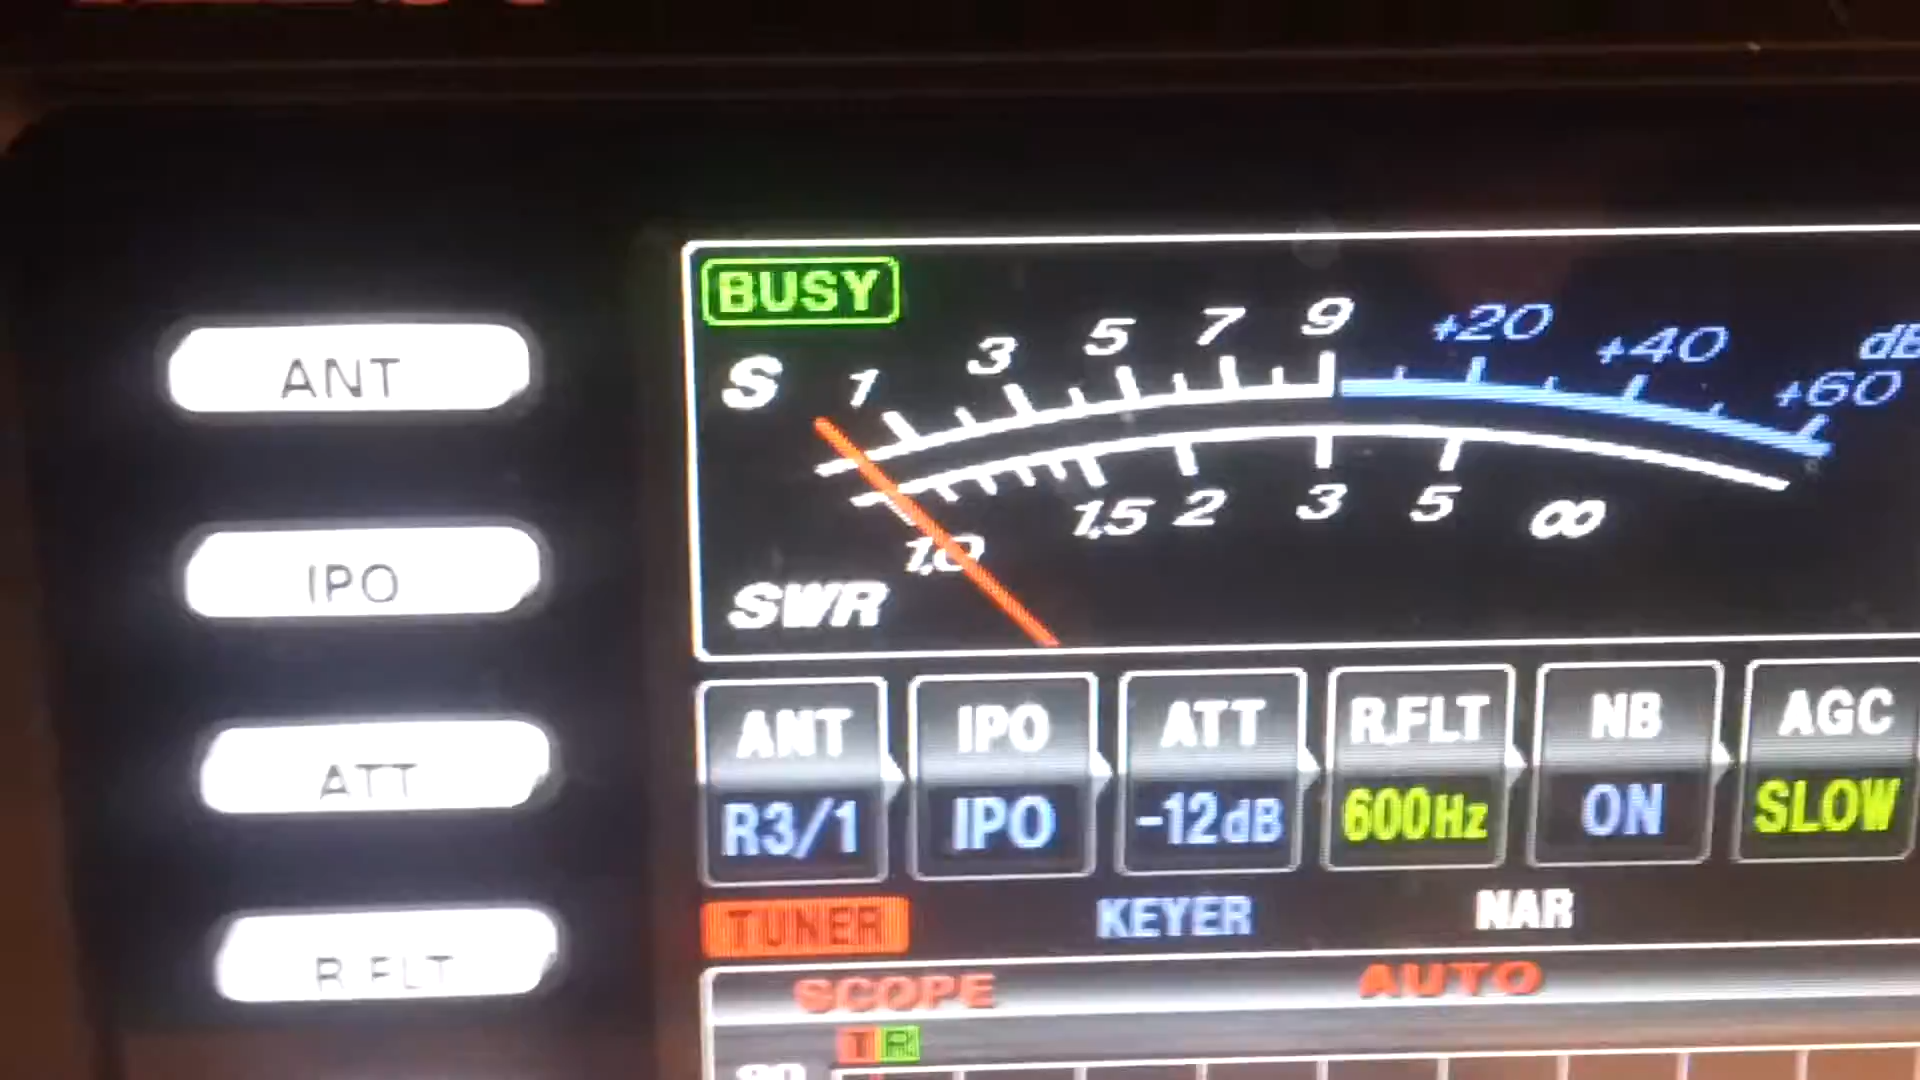 BUSY
S 1 3 5 7 9 +20 +40 +60 dB
1.0 1.5 2 3 5 ∞
SWR
ANT
IPO
ATT
R.FLT
ANT IPO ATT R.FLT NB AGC
R3/1 IPO -12dB 600Hz ON SLOW
TUNER KEYER NAR
SCOPE AUTO
T R